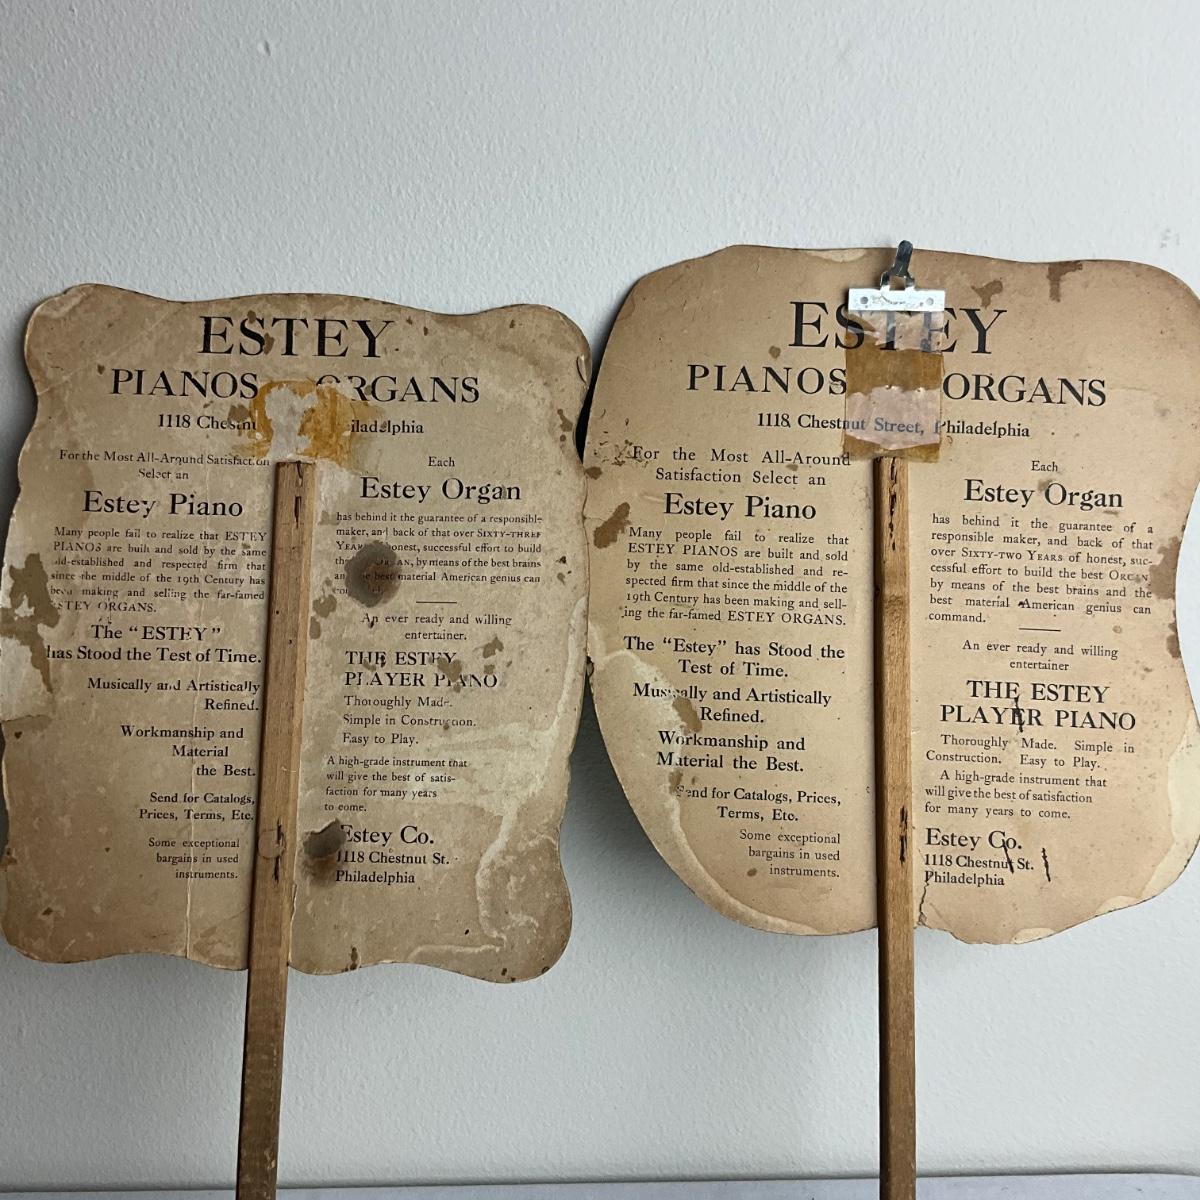 ESTEY
PIANOS ORGANS
1118 Philadelphia
For the Most All-Around Satisfaction
Select an
Estey Piano
Many people fail to realize that ESTEY
PIANOS are built and sold by the same
old-established and respected firm that
since the middle of the 19th Century has
been making and selling the far-famed
ESTEY ORGANS.
The "ESTEY"
has Stood the Test of Time.
Musically and Artistically
Refined.
Workmanship and
Material
the Best.
Send for Catalogs,
Prices, Terms, Etc.
Some exceptional
bargains in used
instruments.
Each
Estey Organ
has behind it the guarantee of a responsible
maker, and back of that over SIXTY-THREE
YEARS honest, successful effort to build
the ORGAN, by means of the best brains
and best material American genius can
An ever ready and willing
entertainer.
THE ESTEY
PLAYER PIANO
Thoroughly Made.
Simple in Construction.
Easy to Play.
A high-grade instrument that
will give the best of satis-
faction for many years
to come.
Estey Co.
1118 Chestnut St.
Philadelphia
ESTEY
PIANOS ORGANS
1118 Chestnut Street, Philadelphia
For the Most All-Around
Satisfaction Select an
Estey Piano
Many people fail to realize that
ESTEY PIANOS are built and sold
by the same old-established and re-
spected firm that since the middle of the
19th Century has been making and sell-
ing the far-famed ESTEY ORGANS.
The "Estey" has Stood the
Test of Time.
Musically and Artistically
Refined.
Workmanship and
Material the Best.
Send for Catalogs, Prices,
Terms, Etc.
Some exceptional
bargains in used
instruments.
Each
Estey Organ
has behind it the guarantee of a
responsible maker, and back of that
over SIXTY-TWO YEARS of honest, suc-
cessful effort to build the best ORGAN
by means of the best brains and the
best material American genius can
command.
An ever ready and willing
entertainer
THE ESTEY
PLAYER PIANO
Thoroughly Made. Simple in
Construction. Easy to Play.
A high-grade instrument that
will give the best of satisfaction
for many years to come.
Estey Co.
1118 Chestnut St.
Philadelphia